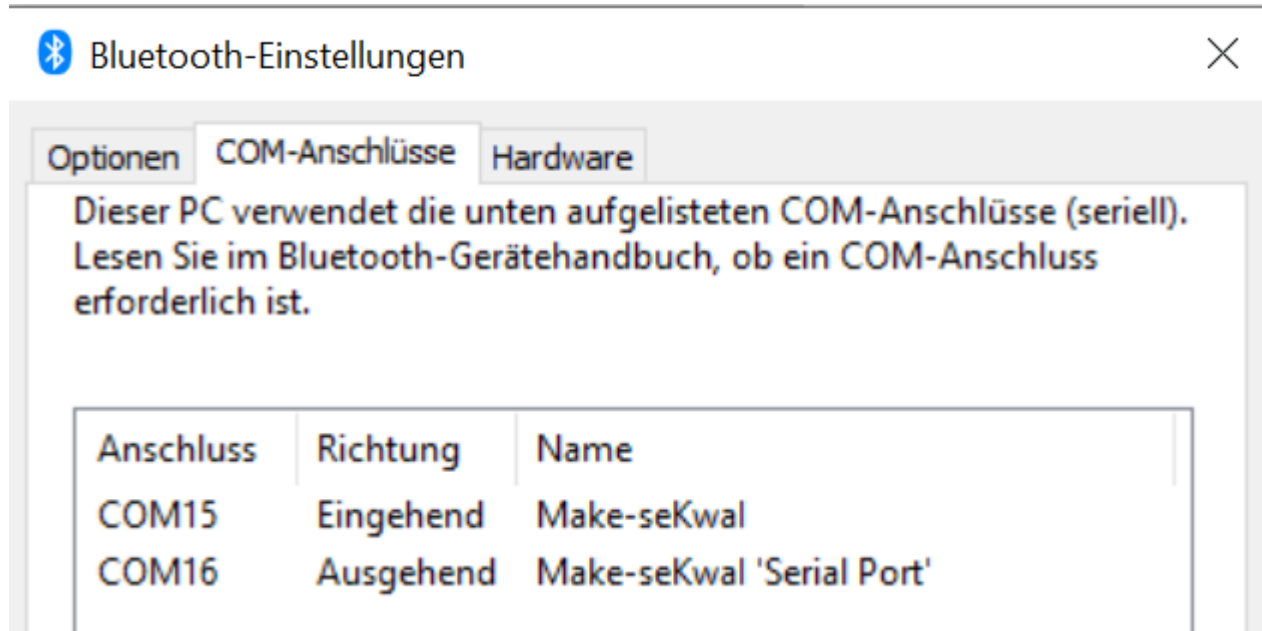 Bluetooth-Einstellungen
Optionen COM-Anschlüsse Hardware
Dieser PC verwendet die unten aufgelisteten COM-Anschlüsse (seriell).
Lesen Sie im Bluetooth-Gerätehandbuch, ob ein COM-Anschluss
erforderlich ist.
Anschluss Richtung Name
COM15 Eingehend Make-seKwal
COM16 Ausgehend Make-seKwal 'Serial Port'